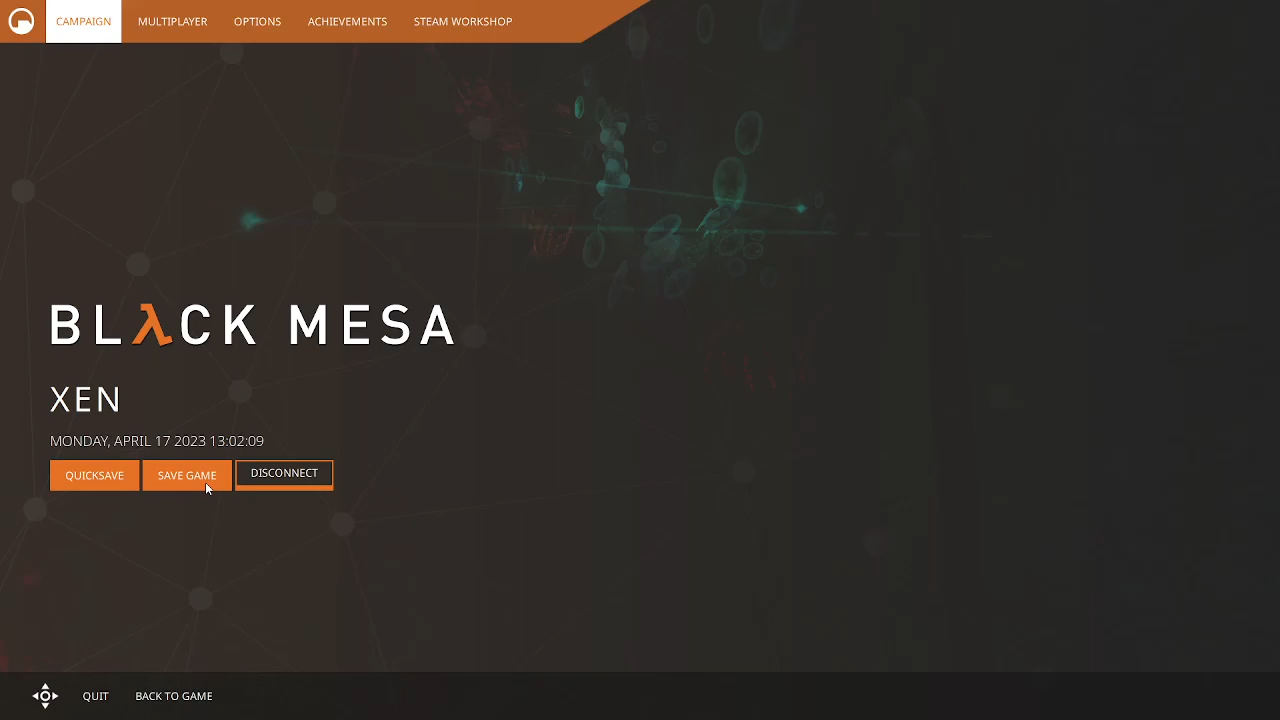 CAMPAIGN MULTIPLAYER OPTIONS ACHIEVEMENTS STEAM WORKSHOP
BLλCK MESA
XEN
MONDAY, APRIL 17 2023 13:02:09
QUICKSAVE SAVE GAME DISCONNECT
QUIT BACK TO GAME